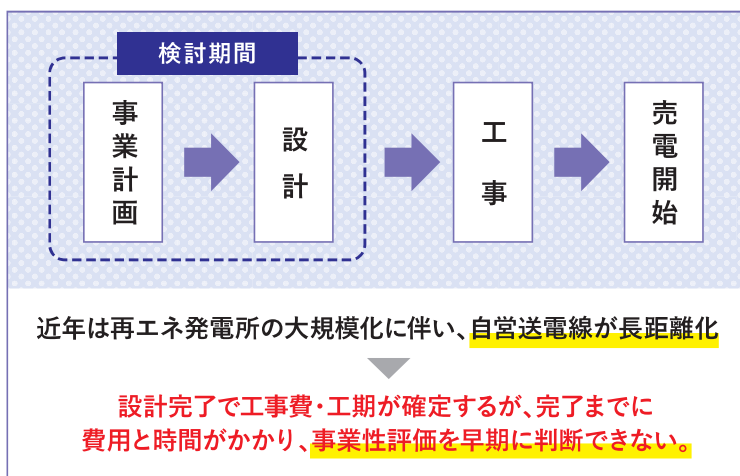 検討期間
事業計画
設計
工事
売電開始
近年は再エネ発電所の大規模化に伴い、自営送電線が長距離化
設計完了で工事費・工期が確定するが、完了までに
費用と時間がかかり、事業性評価を早期に判断できない。